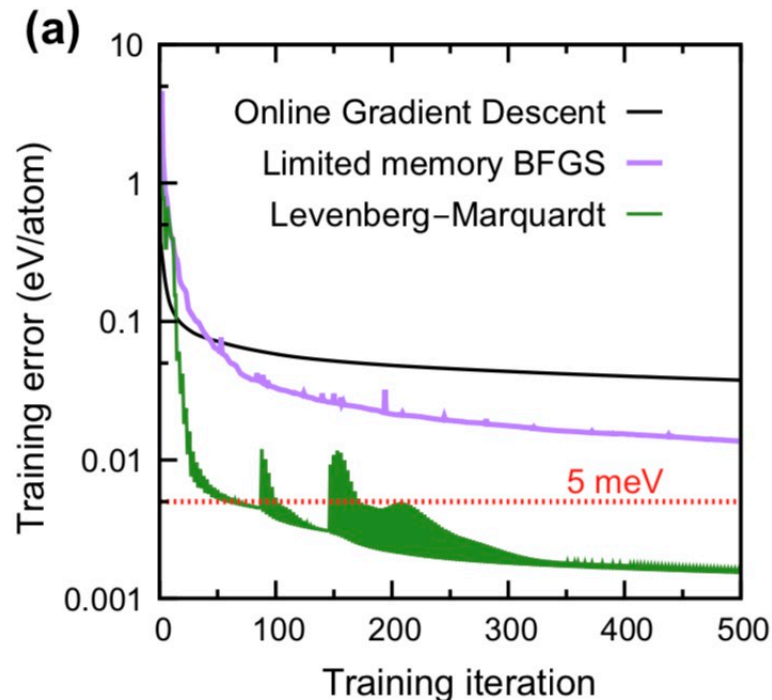 (a)
10
1
0.1
0.01
0.001
Training error (eV/atom)
Online Gradient Descent
Limited memory BFGS
Levenberg−Marquardt
5 meV
0 100 200 300 400 500
Training iteration